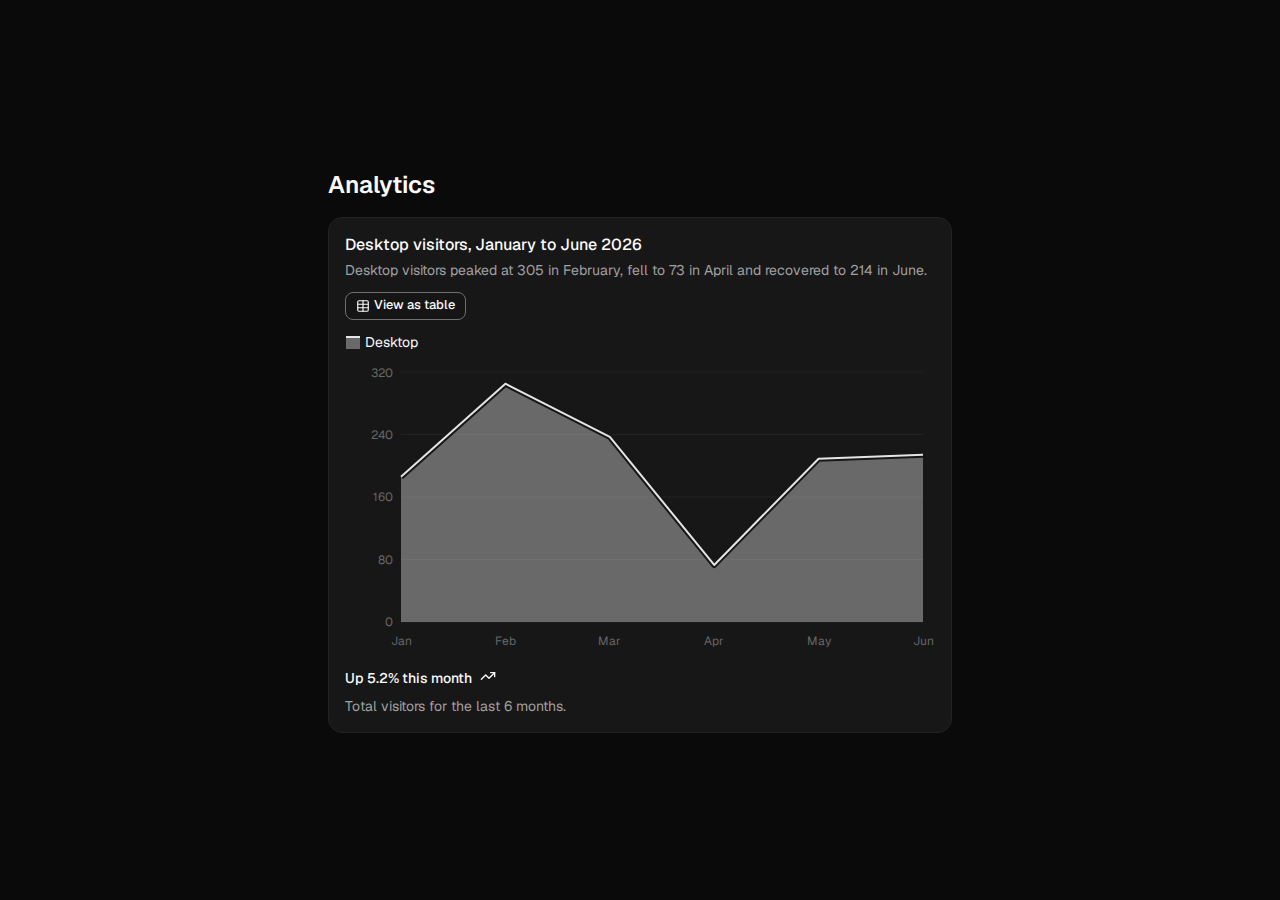 Analytics
Desktop visitors, January to June 2026
Desktop visitors peaked at 305 in February, fell to 73 in April and recovered to 214 in June.
View as table
Desktop
320
240
160
80
0
Jan Feb Mar Apr May Jun
Up 5.2% this month
Total visitors for the last 6 months.